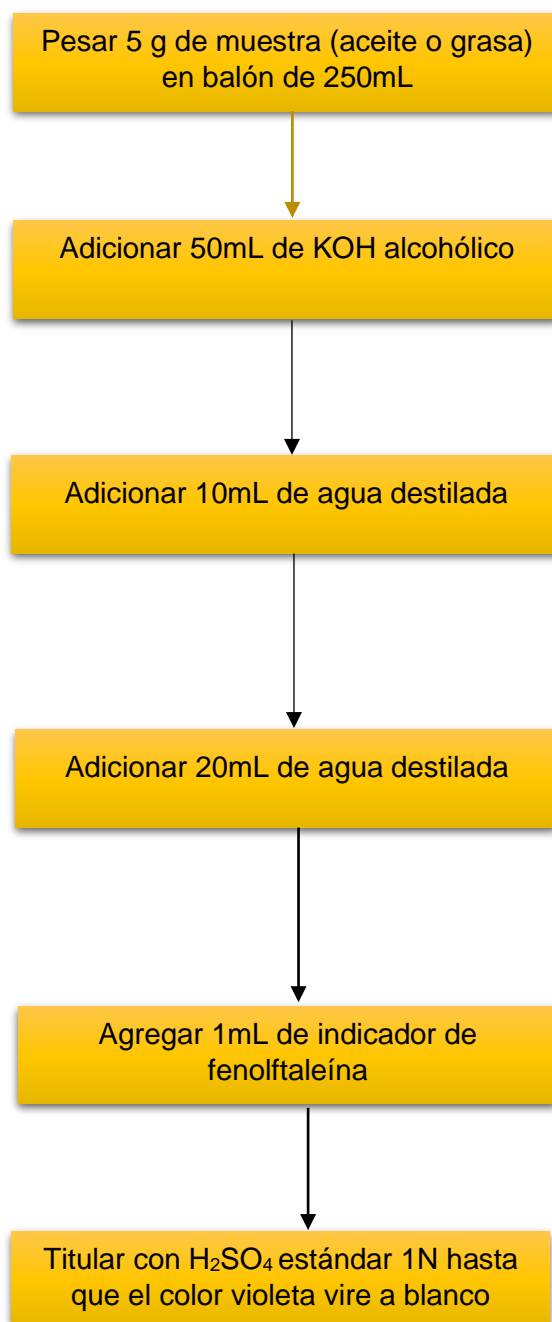 Pesar 5 g de muestra (aceite o grasa)
en balón de 250mL
Adicionar 50mL de KOH alcohólico
Adicionar 10mL de agua destilada
Adicionar 20mL de agua destilada
Agregar 1mL de indicador de
fenolftaleína
Titular con H₂SO₄ estándar 1N hasta
que el color violeta vire a blanco